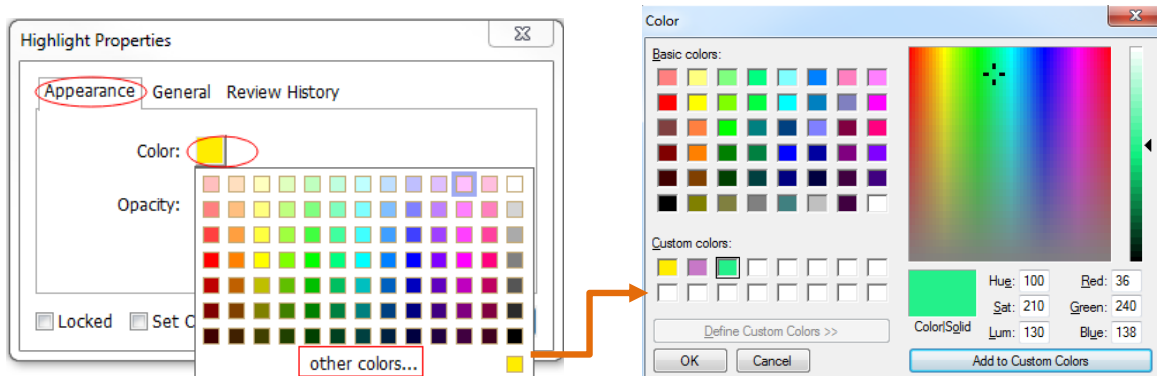 Highlight Properties
Appearance General Review History
Color:
Opacity:
Locked Set C
other colors...
Color
Basic colors:
Custom colors:
Define Custom Colors >>
OK Cancel
Color|Solid
Hue: 100 Red: 36
Sat: 210 Green: 240
Lum: 130 Blue: 138
Add to Custom Colors